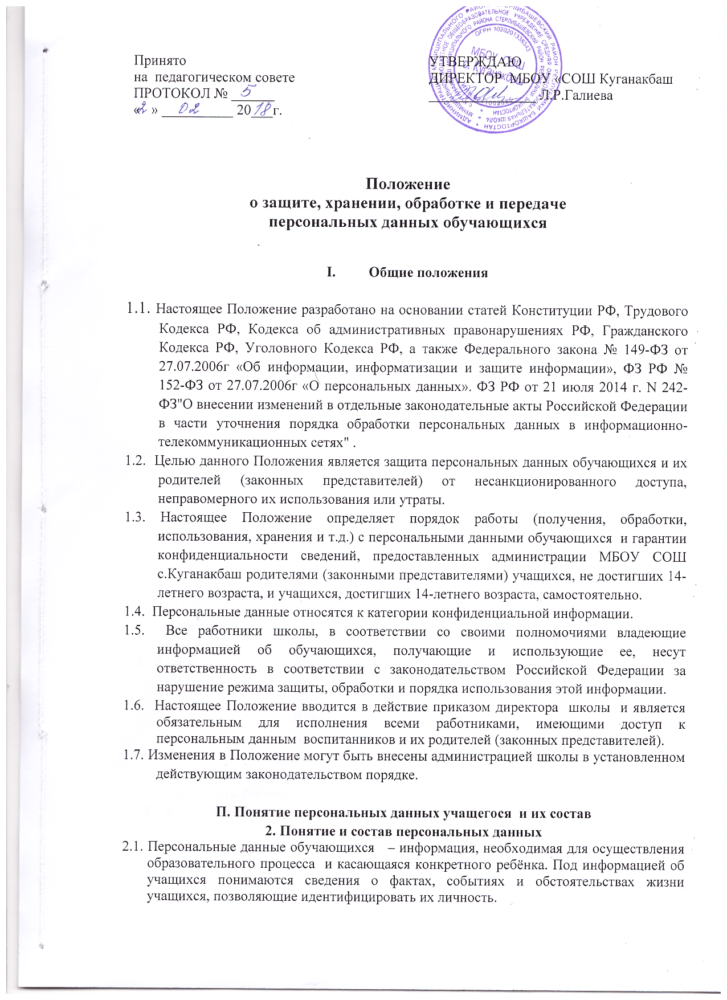 Принято
на педагогическом совете
ПРОТОКОЛ № 5
«2» 02 2018г.
УТВЕРЖДАЮ
ДИРЕКТОР МБОУ «СОШ Куганакбаш
Л.Р.Галиева
ОГРН 1020201338343
МБОУ СОШ
с. Куганакбаш
Положение
о защите, хранении, обработке и передаче
персональных данных обучающихся
I. Общие положения
1.1. Настоящее Положение разработано на основании статей Конституции РФ, Трудового
Кодекса РФ, Кодекса об административных правонарушениях РФ, Гражданского
Кодекса РФ, Уголовного Кодекса РФ, а также Федерального закона № 149-ФЗ от
27.07.2006г «Об информации, информатизации и защите информации», ФЗ РФ №
152-ФЗ от 27.07.2006г «О персональных данных». ФЗ РФ от 21 июля 2014 г. N 242-
ФЗ"О внесении изменений в отдельные законодательные акты Российской Федерации
в части уточнения порядка обработки персональных данных в информационно-
телекоммуникационных сетях" .
1.2. Целью данного Положения является защита персональных данных обучающихся и их
родителей (законных представителей) от несанкционированного доступа,
неправомерного их использования или утраты.
1.3. Настоящее Положение определяет порядок работы (получения, обработки,
использования, хранения и т.д.) с персональными данными обучающихся и гарантии
конфиденциальности сведений, предоставленных администрации МБОУ СОШ
с.Куганакбаш родителями (законными представителями) учащихся, не достигших 14-
летнего возраста, и учащихся, достигших 14-летнего возраста, самостоятельно.
1.4. Персональные данные относятся к категории конфиденциальной информации.
1.5. Все работники школы, в соответствии со своими полномочиями владеющие
информацией об обучающихся, получающие и использующие ее, несут
ответственность в соответствии с законодательством Российской Федерации за
нарушение режима защиты, обработки и порядка использования этой информации.
1.6. Настоящее Положение вводится в действие приказом директора школы и является
обязательным для исполнения всеми работниками, имеющими доступ к
персональным данным воспитанников и их родителей (законных представителей).
1.7. Изменения в Положение могут быть внесены администрацией школы в установленном
действующим законодательством порядке.
П. Понятие персональных данных учащегося и их состав
2. Понятие и состав персональных данных
2.1. Персональные данные обучающихся – информация, необходимая для осуществления
образовательного процесса и касающаяся конкретного ребёнка. Под информацией об
учащихся понимаются сведения о фактах, событиях и обстоятельствах жизни
учащихся, позволяющие идентифицировать их личность.